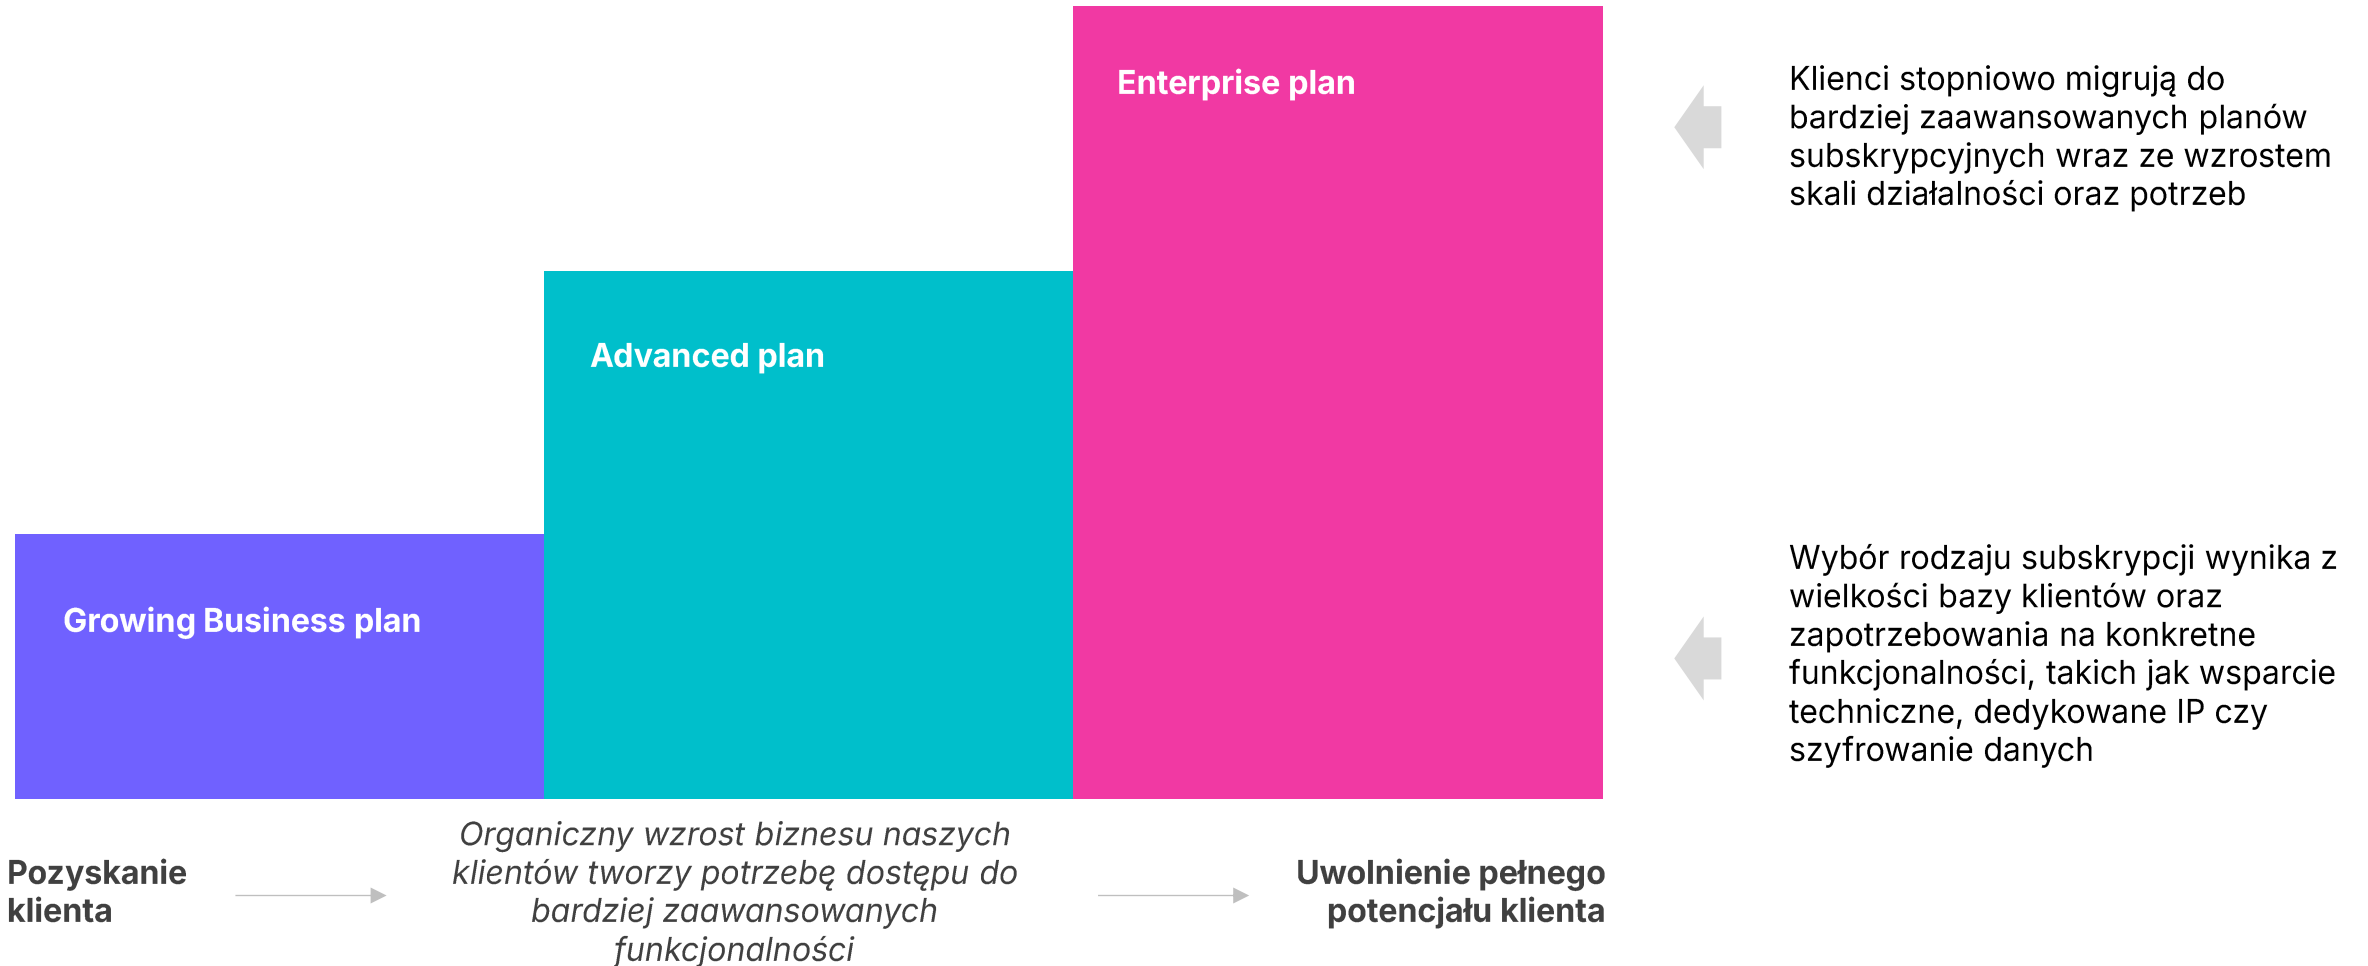 Enterprise plan
Klienci stopniowo migrują do
bardziej zaawansowanych planów
subskrypcyjnych wraz ze wzrostem
skali działalności oraz potrzeb
Advanced plan
Growing Business plan
Wybór rodzaju subskrypcji wynika z
wielkości bazy klientów oraz
zapotrzebowania na konkretne
funkcjonalności, takich jak wsparcie
techniczne, dedykowane IP czy
szyfrowanie danych
Pozyskanie
klienta
Organiczny wzrost biznesu naszych
klientów tworzy potrzebę dostępu do
bardziej zaawansowanych
funkcjonalności
Uwolnienie pełnego
potencjału klienta